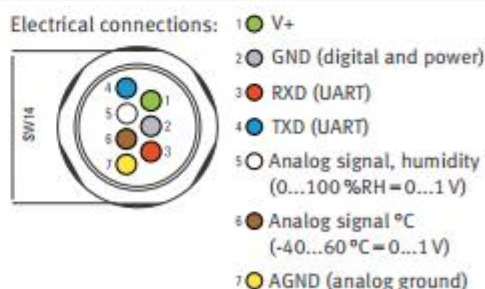 Electrical connections:
SW14
4
1
5
2
6
3
7
1 V+
2 GND (digital and power)
3 RXD (UART)
4 TXD (UART)
5 Analog signal, humidity
(0...100 %RH = 0...1 V)
6 Analog signal °C
(-40...60 °C = 0...1 V)
7 AGND (analog ground)